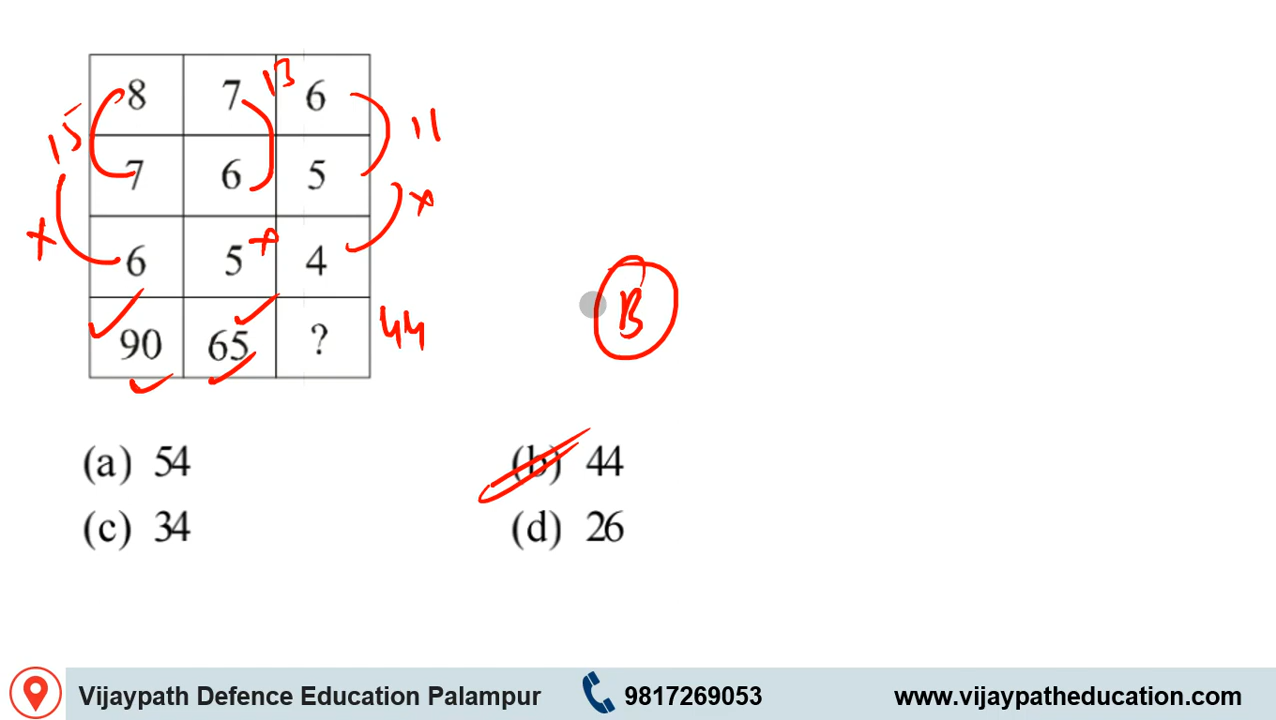 8 7 13 6
15 11
7 6 5
x
x 6 5 x 4
90 65 ? 44
B
(a) 54 (b) 44
(c) 34 (d) 26
Vijaypath Defence Education Palampur 9817269053 www.vijaypatheducation.com